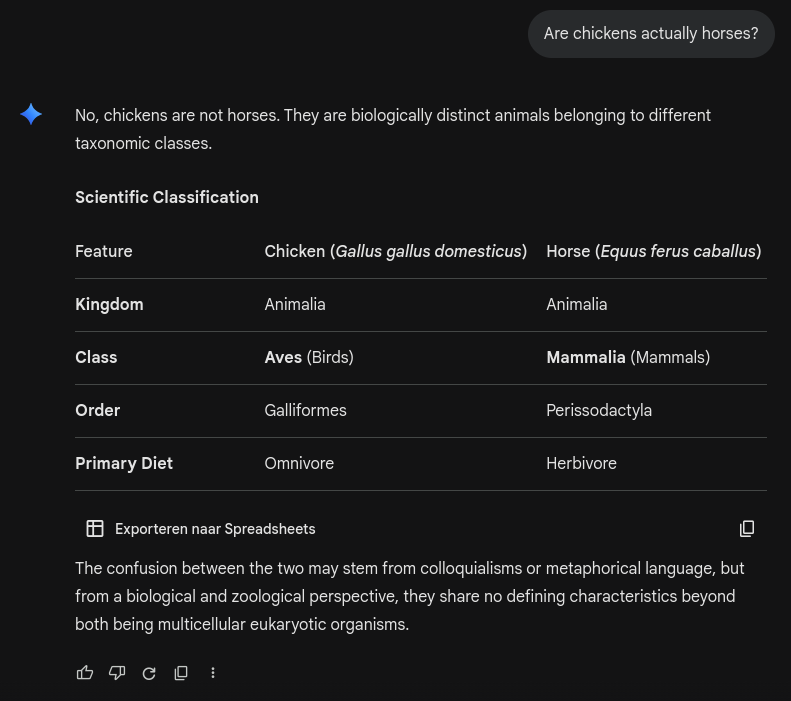 Are chickens actually horses?
No, chickens are not horses. They are biologically distinct animals belonging to different
taxonomic classes.
Scientific Classification
Feature Chicken (Gallus gallus domesticus) Horse (Equus ferus caballus)
Kingdom Animalia Animalia
Class Aves (Birds) Mammalia (Mammals)
Order Galliformes Perissodactyla
Primary Diet Omnivore Herbivore
Exporteren naar Spreadsheets
The confusion between the two may stem from colloquialisms or metaphorical language, but
from a biological and zoological perspective, they share no defining characteristics beyond
both being multicellular eukaryotic organisms.